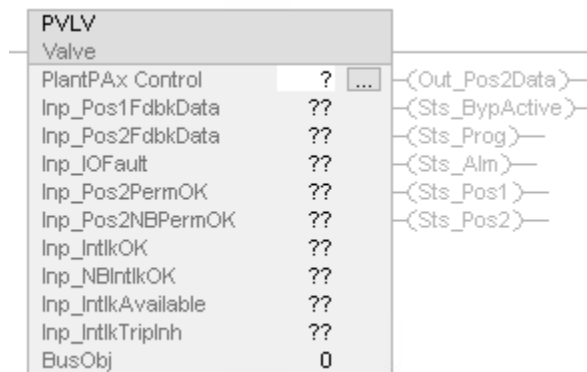 PVLV
Valve
PlantPAx Control ? ... (Out_Pos2Data)
Inp_Pos1FdbkData ?? (Sts_BypActive)
Inp_Pos2FdbkData ?? (Sts_Prog)
Inp_IOFault ?? (Sts_Alm)
Inp_Pos2PermOK ?? (Sts_Pos1)
Inp_Pos2NBPermOK ?? (Sts_Pos2)
Inp_IntlkOK ??
Inp_NBIntlkOK ??
Inp_IntlkAvailable ??
Inp_IntlkTripInh ??
BusObj 0